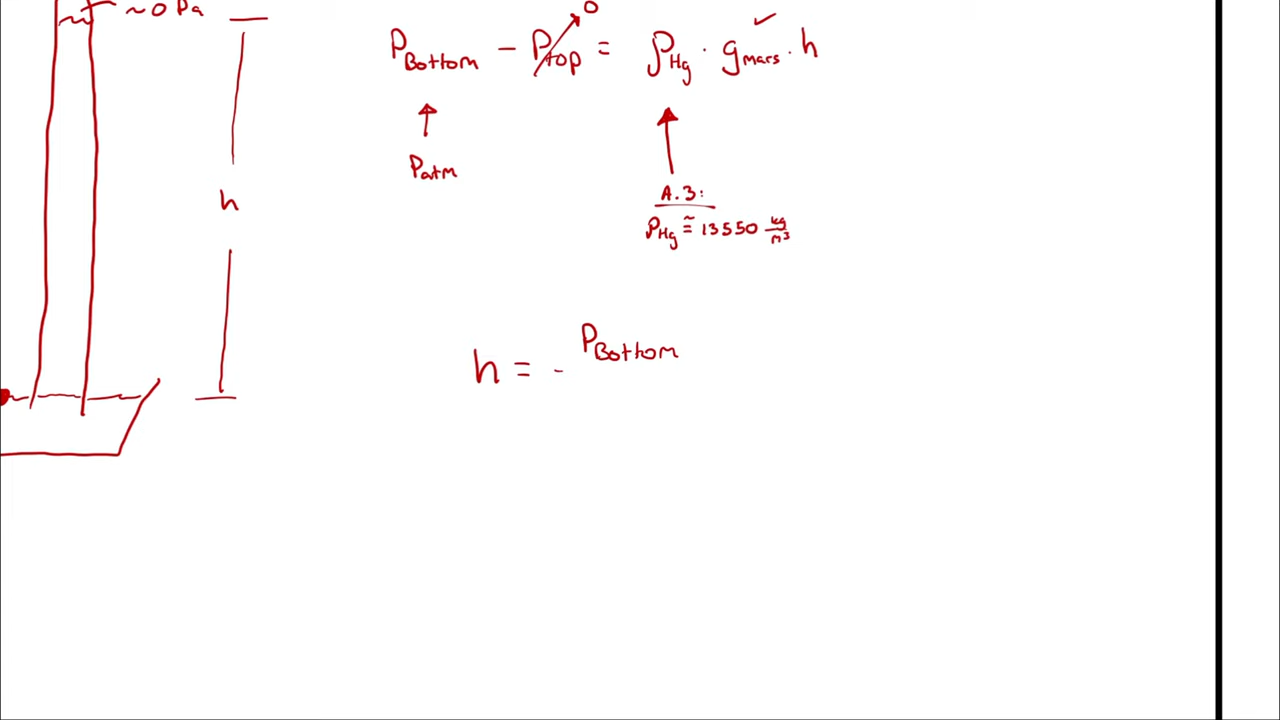 ~0 Pa
P_Bottom - P_top = ρ_Hg · g_mars · h
0
✓
P_atm
A.3:
ρ_Hg ≅ 13550 kg/m³
h
h = - P_Bottom